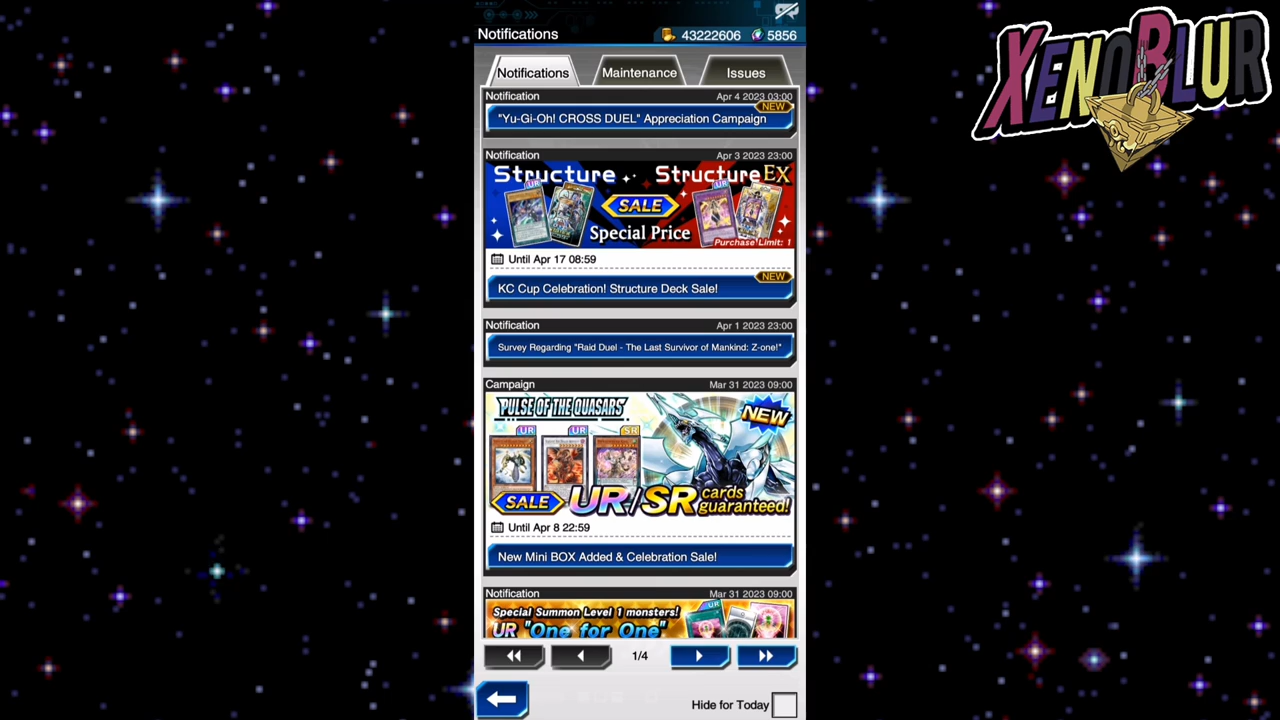 XENOBLUR
Notifications
43222606
5856
Notifications
Maintenance
Issues
Notification
Apr 4 2023 03:00
NEW
"Yu-Gi-Oh! CROSS DUEL" Appreciation Campaign
Notification
Apr 3 2023 23:00
Structure
Structure EX
UR
SALE
UR
Special Price
Purchase Limit: 1
Until Apr 17 08:59
NEW
KC Cup Celebration! Structure Deck Sale!
Notification
Apr 1 2023 23:00
Survey Regarding "Raid Duel - The Last Survivor of Mankind: Z-one!"
Campaign
Mar 31 2023 09:00
PULSE OF THE QUASARS
NEW
UR
UR
SR
SALE
UR/SR cards guaranteed!
Until Apr 8 22:59
New Mini BOX Added & Celebration Sale!
Notification
Mar 31 2023 09:00
Special Summon Level 1 monsters!
UR
UR "One for One"
1/4
Hide for Today